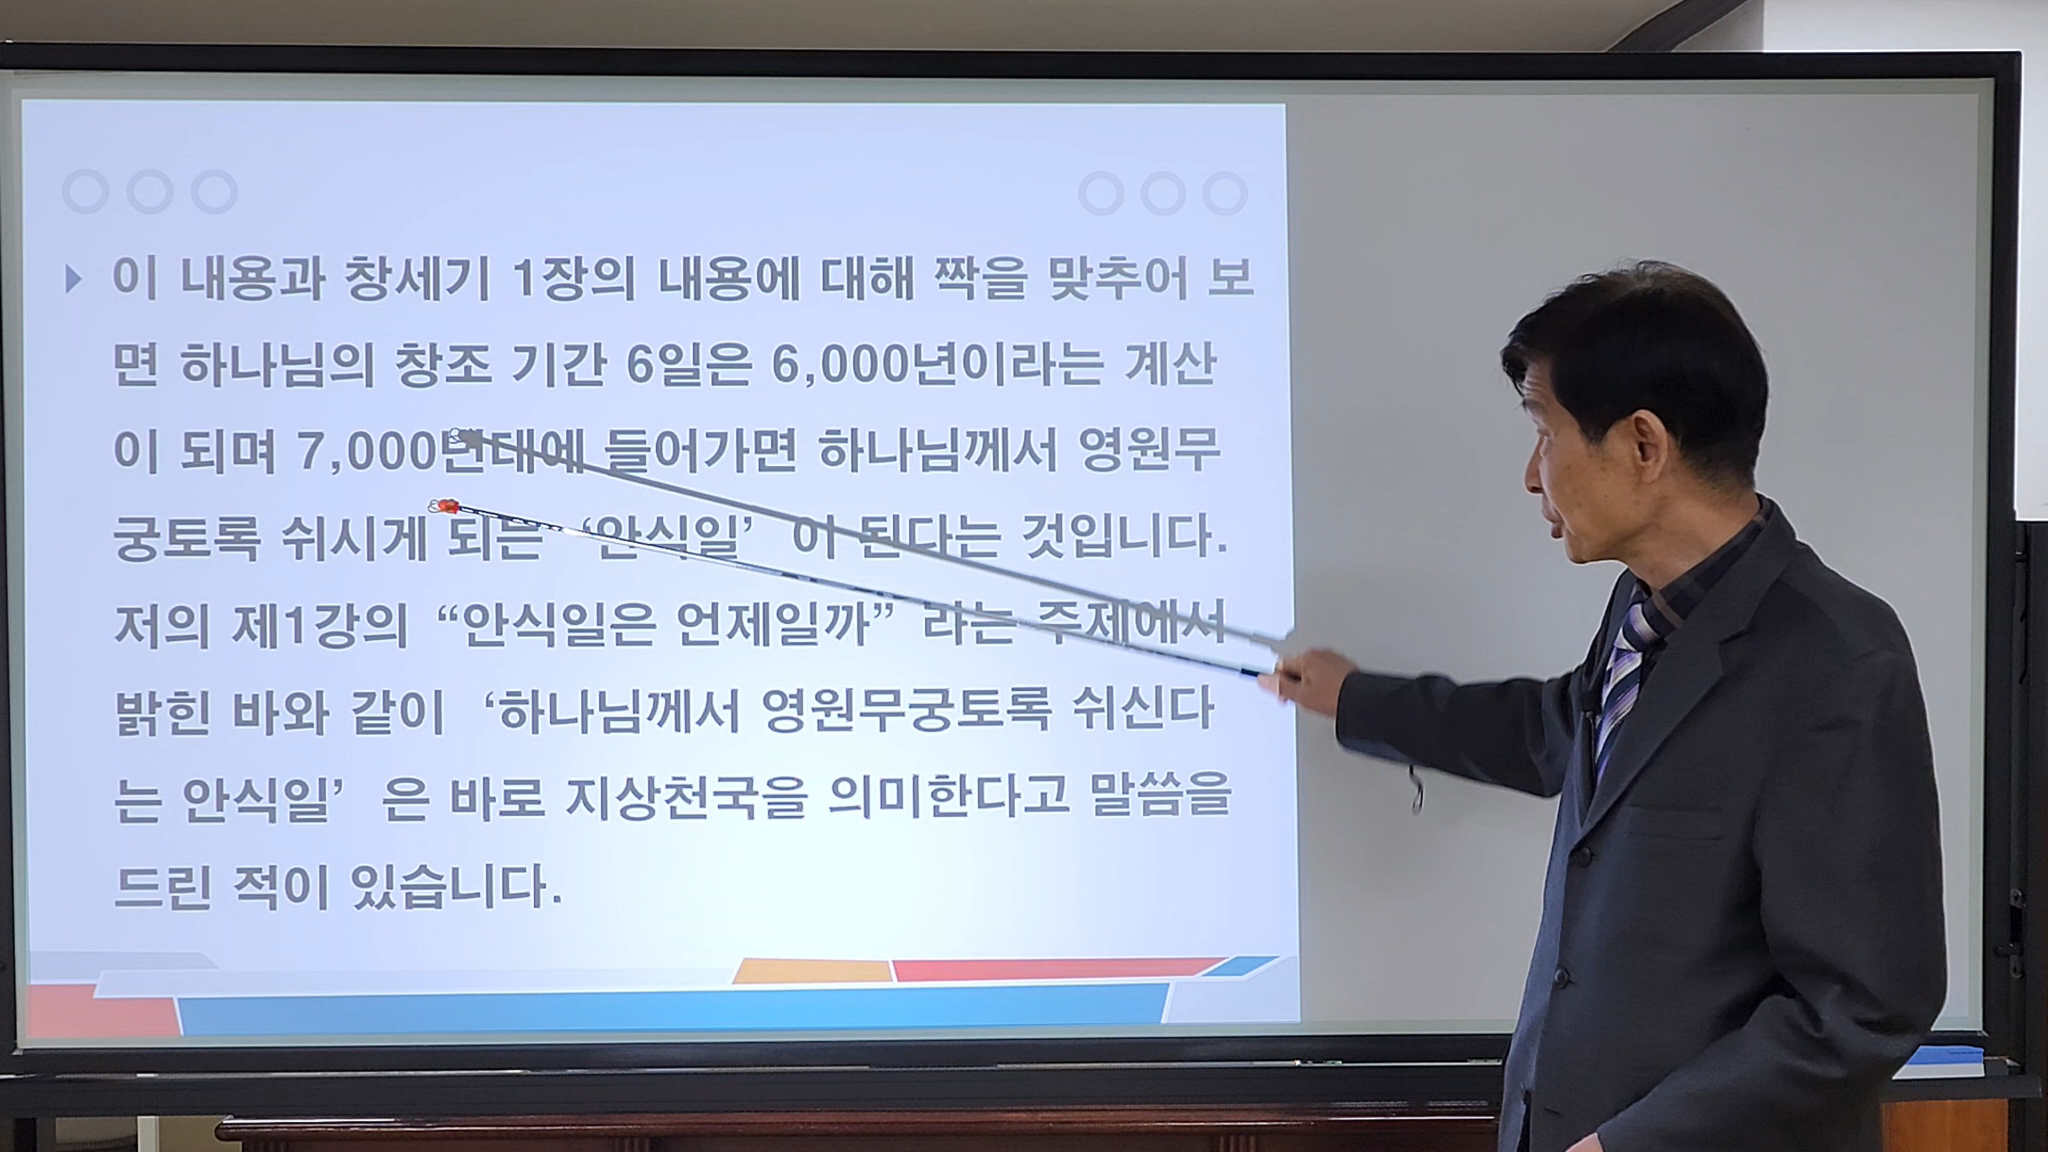 이 내용과 창세기 1장의 내용에 대해 짝을 맞추어 보
면 하나님의 창조 기간 6일은 6,000년이라는 계산
이 되며 7,000년대에 들어가면 하나님께서 영원무
궁토록 쉬시게 되는 ‘안식일’ 이 된다는 것입니다.
저의 제1강의 “안식일은 언제일까” 라는 주제에서
밝힌 바와 같이 ‘하나님께서 영원무궁토록 쉬신다
는 안식일’ 은 바로 지상천국을 의미한다고 말씀을
드린 적이 있습니다.